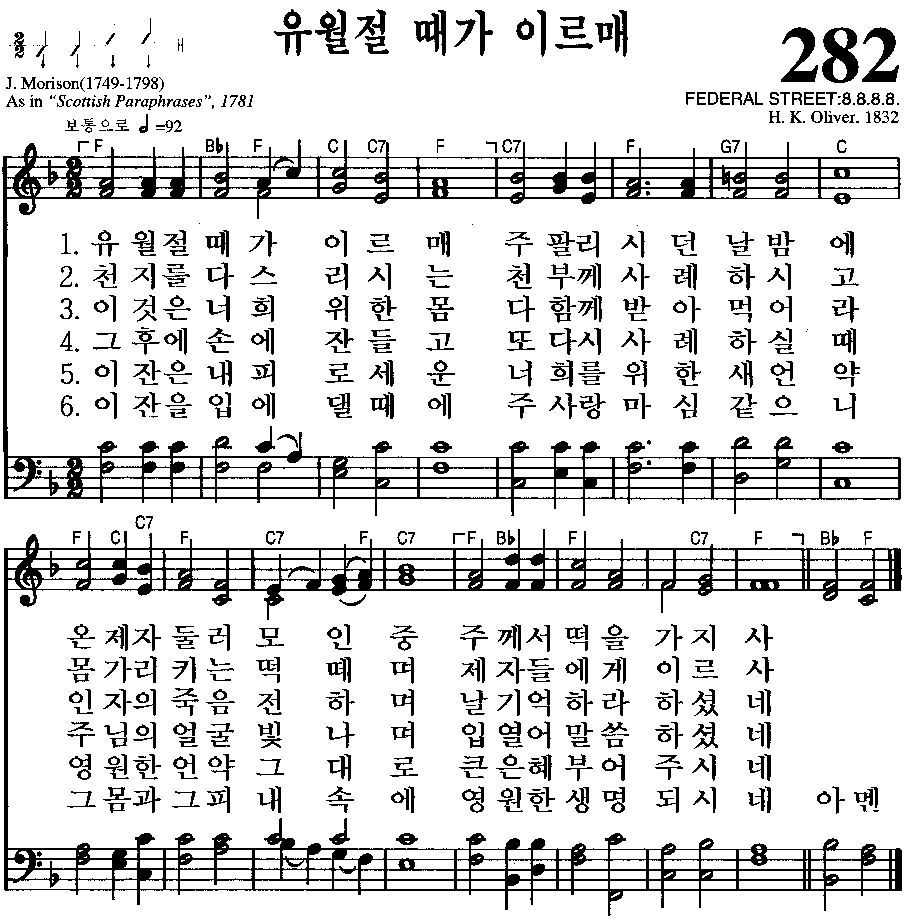 유월절 때가 이르매
282
J. Morison(1749-1798)
As in "Scottish Paraphrases", 1781
FEDERAL STREET:8.8.8.8.
H. K. Oliver. 1832
보통으로 =92
F Bb F C C7 F C7 F G7 C
1. 유 월절 때 가 이 르 매 주 팔리 시 던 날 밤 에
2. 천 지를 다 스 리 시 는 천 부께 사 례 하 시 고
3. 이 것은 너 희 위 한 몸 다 함께 받 아 먹 어 라
4. 그 후에 손 에 잔 들 고 또 다시 사 례 하 실 때
5. 이 잔은 내 피 로 세 운 너 희를 위 한 새 언 약
6. 이 잔을 입 에 댈 때 에 주 사랑 마 심 같 으 니
F C C7 F C7 F C7 F Bb F C7 F Bb F
온 제자 둘 러 모 인 중 주 께서 떡 을 가 지 사
몸 가리 키 는 떡 떼 며 제 자들 에 게 이 르 사
인 자의 죽 음 전 하 며 날 기억 하 라 하 셨 네
주 님의 얼 굴 빛 나 며 입 열어 말 씀 하 셨 네
영 원한 언 약 그 대 로 큰 은혜 부 어 주 시 네
그 몸과 그 피 내 속 에 영 원한 생 명 되 시 네 아 멘